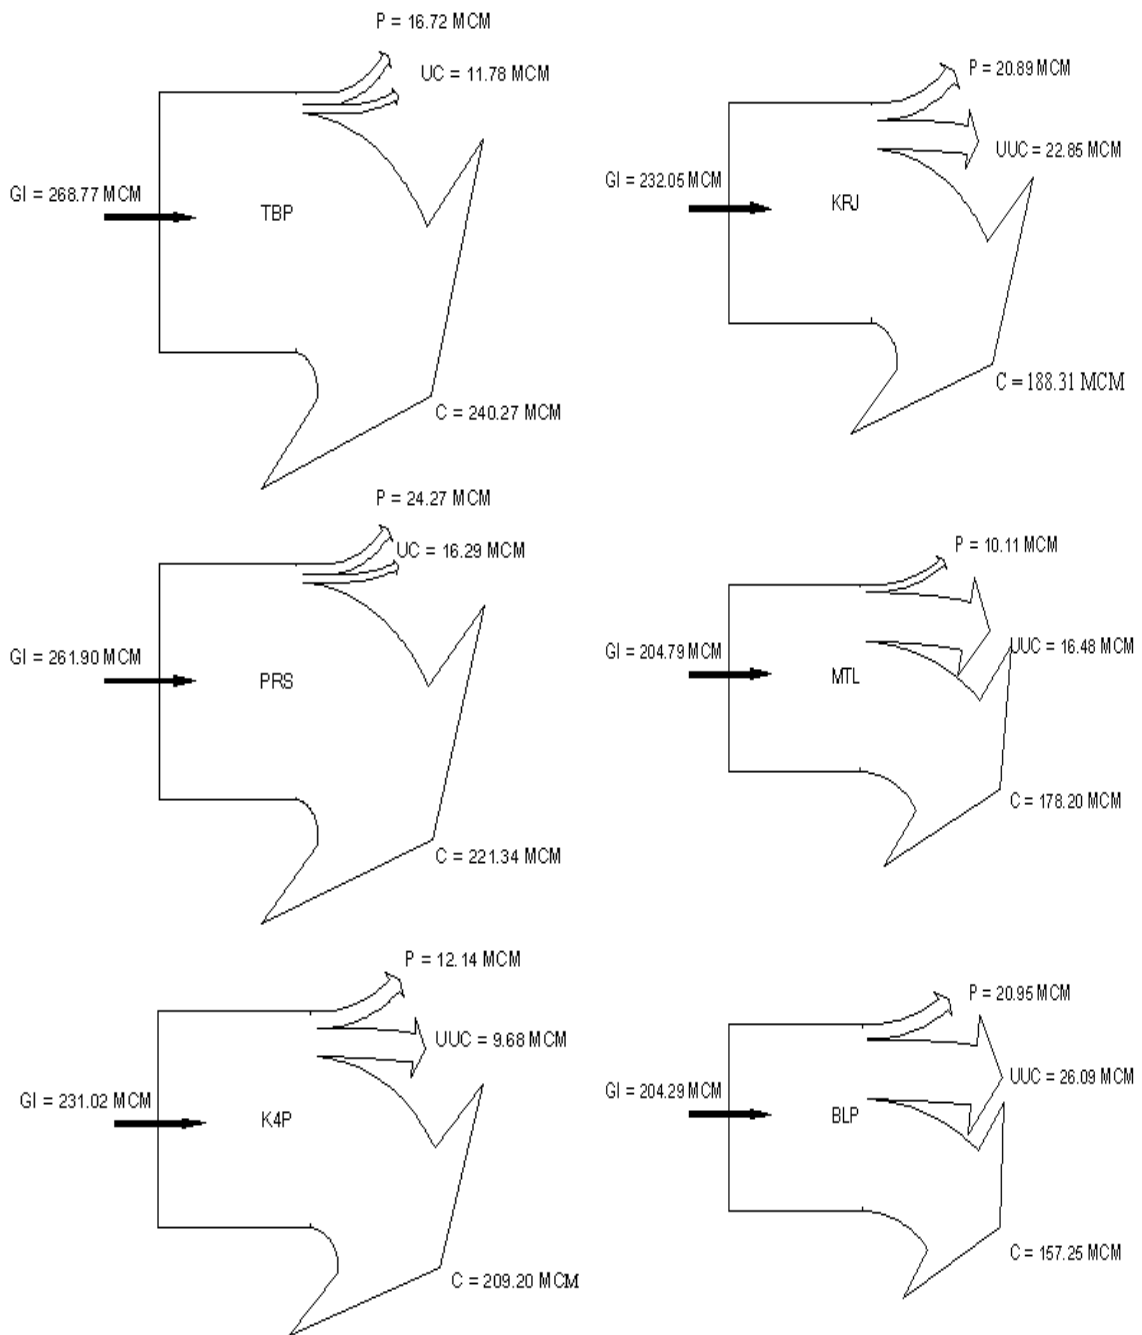 P = 16.72 MCM
UC = 11.78 MCM
GI = 268.77 MCM
TBP
C = 240.27 MCM
P = 20.89 MCM
UUC = 22.85 MCM
GI = 232.05 MCM
KRJ
C = 188.31 MCM
P = 24.27 MCM
UC = 16.29 MCM
GI = 261.90 MCM
PRS
C = 221.34 MCM
P = 10.11 MCM
UUC = 16.48 MCM
GI = 204.79 MCM
MTL
C = 178.20 MCM
P = 12.14 MCM
UUC = 9.68 MCM
GI = 231.02 MCM
K4P
C = 209.20 MCM
P = 20.95 MCM
UUC = 26.09 MCM
GI = 204.29 MCM
BLP
C = 157.25 MCM